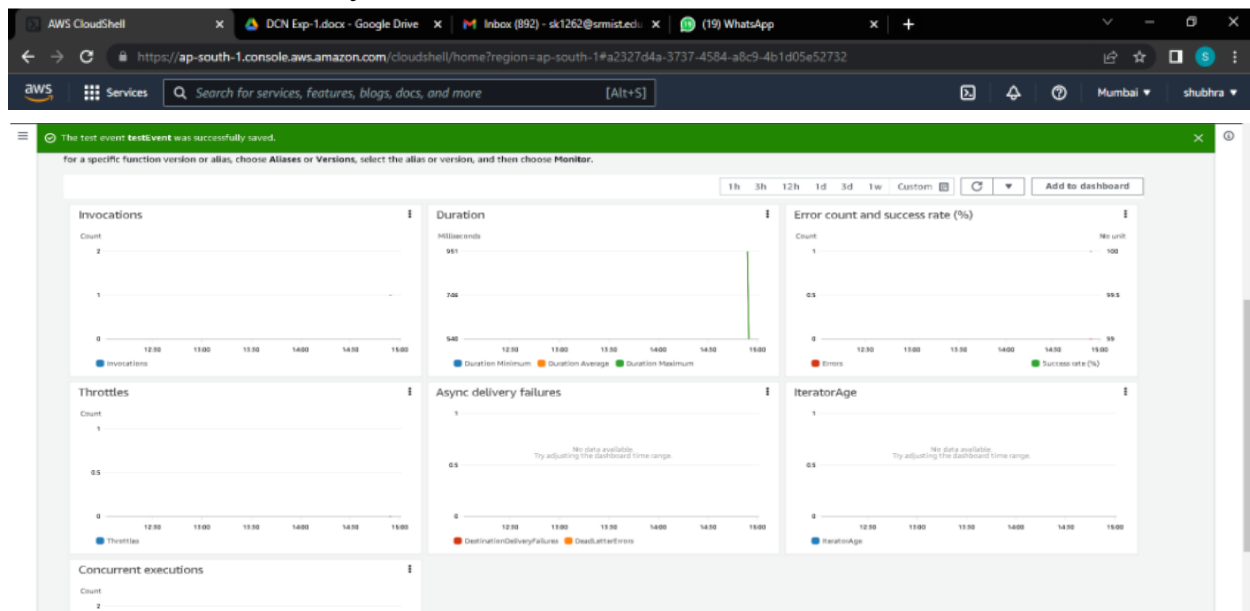 AWS CloudShell
DCN Exp-1.docx - Google Drive
Inbox (892) - sk1262@srmist.edu
(19) WhatsApp
https://ap-south-1.console.aws.amazon.com/cloudshell/home?region=ap-south-1#a2327d4a-3737-4584-a8c9-4b1d05e52732
S
aws
Services
Search for services, features, blogs, docs, and more
[Alt+S]
Mumbai
shubhra
The test event testEvent was successfully saved.
for a specific function version or alias, choose Aliases or Versions, select the alias or version, and then choose Monitor.
1h 3h 12h 1d 3d 1w Custom
Add to dashboard
Invocations
Count
2
1
0
12:30 13:00 13:30 14:00 14:30 15:00
Invocations
Duration
Milliseconds
951
746
540
12:30 13:00 13:30 14:00 14:30 15:00
Duration Minimum Duration Average Duration Maximum
Error count and success rate (%)
Count No unit
1 100
0.5 99.5
0 99
12:30 13:00 13:30 14:00 14:30 15:00
Errors Success rate (%)
Throttles
Count
1
0.5
0
12:30 13:00 13:30 14:00 14:30 15:00
Throttles
Async delivery failures
1
No data available.
Try adjusting the dashboard time range.
0.5
0
12:30 13:00 13:30 14:00 14:30 15:00
DestinationDeliveryFailures DeadLetterErrors
IteratorAge
1
No data available.
Try adjusting the dashboard time range.
0.5
0
12:30 13:00 13:30 14:00 14:30 15:00
IteratorAge
Concurrent executions
Count
2